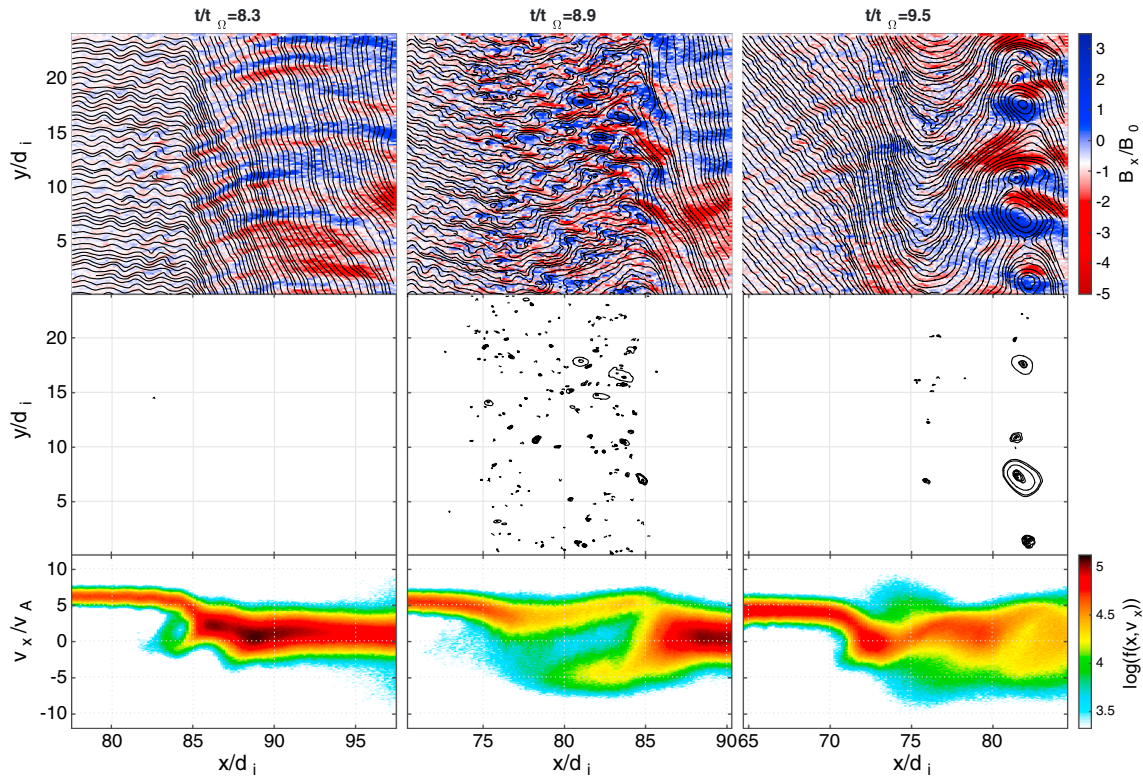 t/t Ω=8.3
t/t Ω=8.9
t/t Ω=9.5
y/d i
20
15
10
5
3
2
1
0
-1
-2
-3
-4
-5
B x/B 0
y/d i
20
15
10
5
v x/v A
10
5
0
-5
-10
5
4.5
4
3.5
log(f(x,v x))
80 85 90 95
75 80 85 90
65 70 75 80
x/d i
x/d i
x/d i